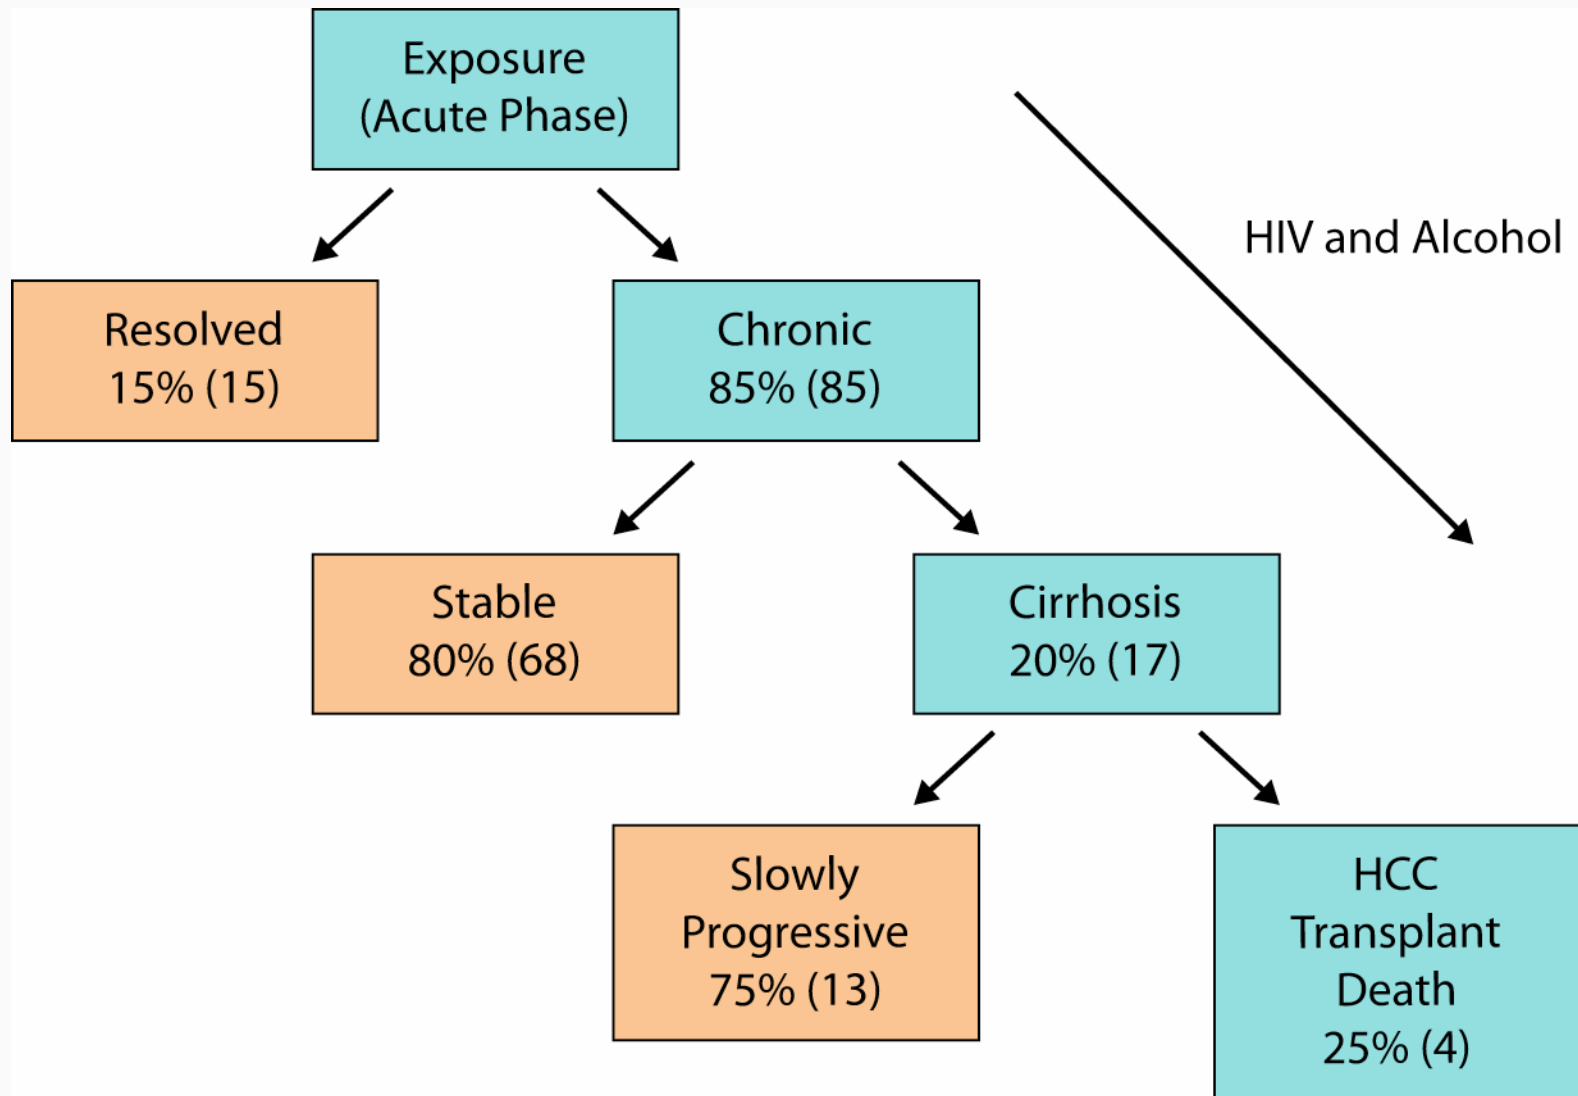 Exposure
(Acute Phase)
HIV and Alcohol
Resolved
15% (15)
Chronic
85% (85)
Stable
80% (68)
Cirrhosis
20% (17)
Slowly
Progressive
75% (13)
HCC
Transplant
Death
25% (4)